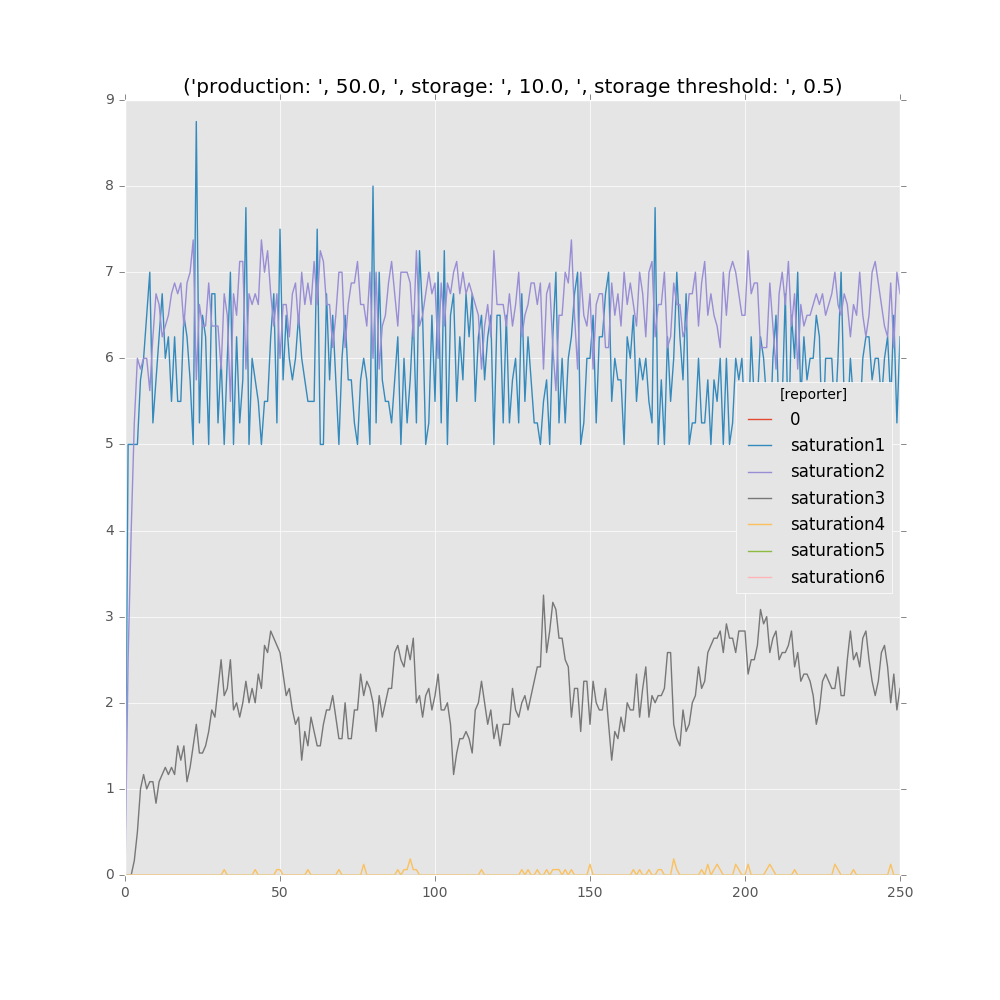 ('production: ', 50.0, ', storage: ', 10.0, ', storage threshold: ', 0.5)
9
8
7
6
5
4
3
2
1
0
0 50 100 150 200 250
[reporter]
0
saturation1
saturation2
saturation3
saturation4
saturation5
saturation6